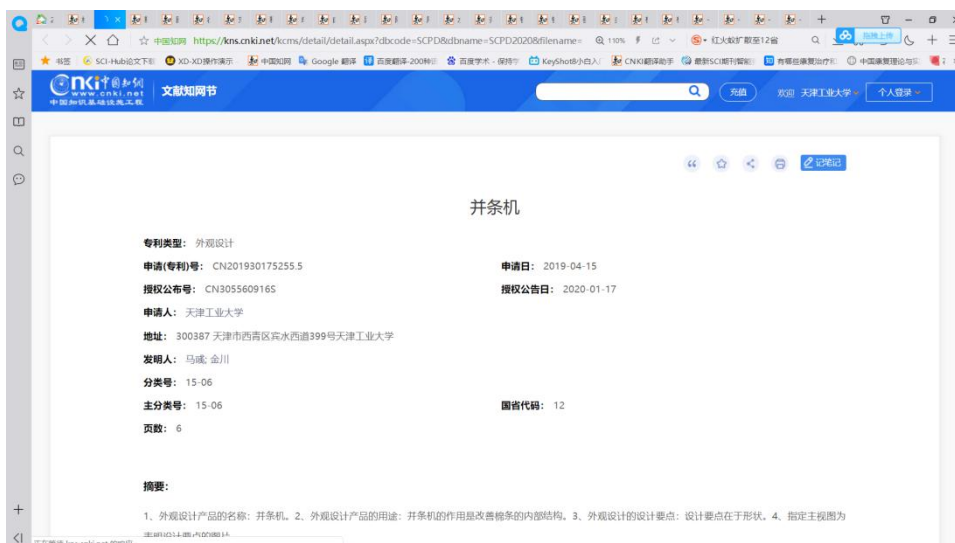 中国知网 https://kns.cnki.net/kcms/detail/detail.aspx?dbcode=SCPD&dbname=SCPD2020&filename= 110% 红火蚁扩散至12省 拖拽上传
书签 SCI-Hub论文下载 XD-XD操作演示 中国知网 Google 翻译 百度翻译-200种 百度学术 - 保持学 KeyShot8小白入门 CNKI翻译助手 最新SCI期刊智能 有哪些康复治疗 中国康复理论与
CNKI中国知网
www.cnki.net
中国知识基础设施工程
文献知网节 充值 欢迎 天津工业大学 个人登录
记笔记
并条机
专利类型: 外观设计
申请(专利)号: CN201930175255.5 申请日: 2019-04-15
授权公布号: CN305560916S 授权公告日: 2020-01-17
申请人: 天津工业大学
地址: 300387 天津市西青区宾水西道399号天津工业大学
发明人: 马彧; 金川
分类号: 15-06
主分类号: 15-06 国省代码: 12
页数: 6
摘要:
1、外观设计产品的名称: 并条机。2、外观设计产品的用途: 并条机的作用是改善棉条的内部结构。3、外观设计的设计要点: 设计要点在于形状。4、指定主视图为